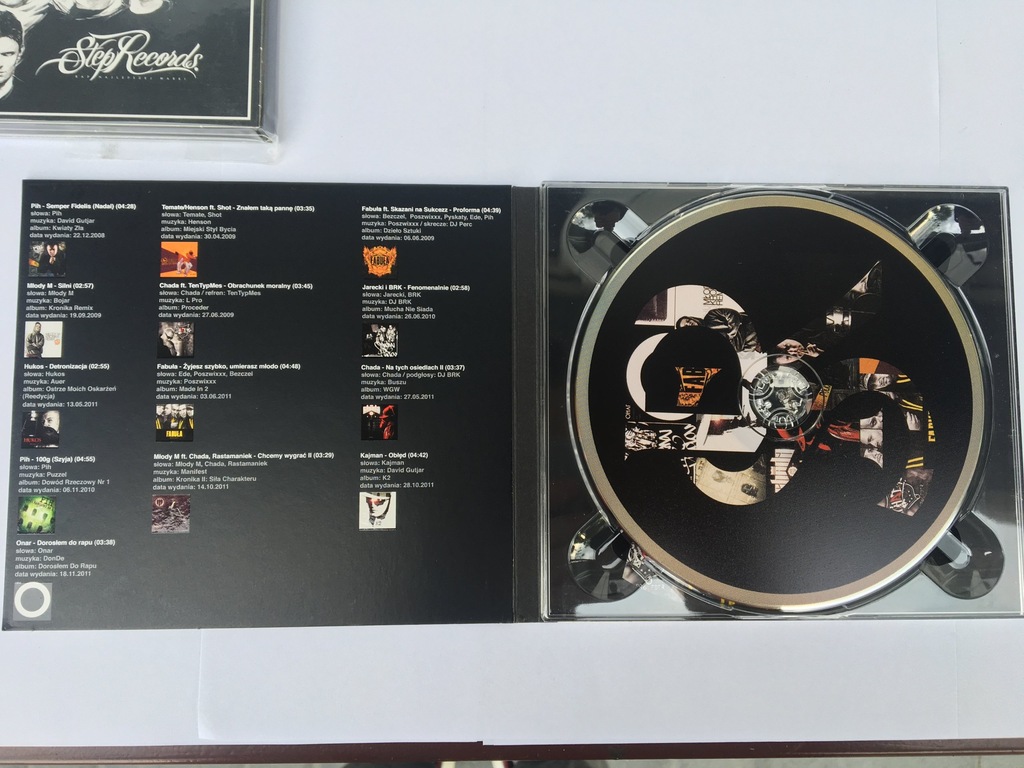 StepRecords
RAP NAJLEPSZEJ MARKI
Pih - Semper Fidelis (Nadal) (04:28)
słowa: Pih
muzyka: David Gutjar
album: Kwiaty Zła
data wydania: 22.12.2008
Młody M - Silni (02:57)
słowa: Młody M
muzyka: Bojar
album: Kronika Remix
data wydania: 19.09.2009
Hukos - Detronizacja (02:55)
słowa: Hukos
muzyka: Auer
album: Ostrze Moich Oskarżeń
(Reedycja)
data wydania: 13.05.2011
HUKOS
Pih - 100g (Szyja) (04:55)
słowa: Pih
muzyka: Puzzel
album: Dowód Rzeczowy Nr 1
data wydania: 06.11.2010
Onar - Dorosłem do rapu (03:38)
słowa: Onar
muzyka: DonDe
album: Dorosłem Do Rapu
data wydania: 18.11.2011
Temate/Henson ft. Shot - Znałem taką pannę (03:35)
słowa: Temate, Shot
muzyka: Henson
album: Miejski Styl Bycia
data wydania: 30.04.2009
Chada ft. TenTypMes - Obrachunek moralny (03:45)
słowa: Chada / refren: TenTypMes
muzyka: L Pro
album: Proceder
data wydania: 27.06.2009
Fabuła - Żyjesz szybko, umierasz młodo (04:48)
słowa: Ede, Poszwixxx, Bezczel
muzyka: Poszwixxx
album: Made in 2
data wydania: 03.06.2011
FABUŁA
Młody M ft. Chada, Rastamaniek - Chcemy wygrać II (03:29)
słowa: Młody M, Chada, Rastamaniek
muzyka: Manifest
album: Kronika II: Siła Charakteru
data wydania: 14.10.2011
Fabuła ft. Skazani na Sukcezz - Proforma (04:39)
słowa: Bezczel, Poszwixxx, Pyskaty, Ede, Pih
muzyka: Poszwixxx / skrecze: DJ Perc
album: Dzieło Sztuki
data wydania: 06.06.2009
FABUŁA
Jarecki i BRK - Fenomenalnie (02:58)
słowa: Jarecki, BRK
muzyka: DJ BRK
album: Mucha Nie Siada
data wydania: 26.06.2010
Chada - Na tych osiedlach II (03:37)
słowa: Chada / podgłosy: DJ BRK
muzyka: Buszu
album: WGW
data wydania: 27.05.2011
Kajman - Obłęd (04:42)
słowa: Kajman
muzyka: David Gutjar
album: K2
data wydania: 28.10.2011
FAB